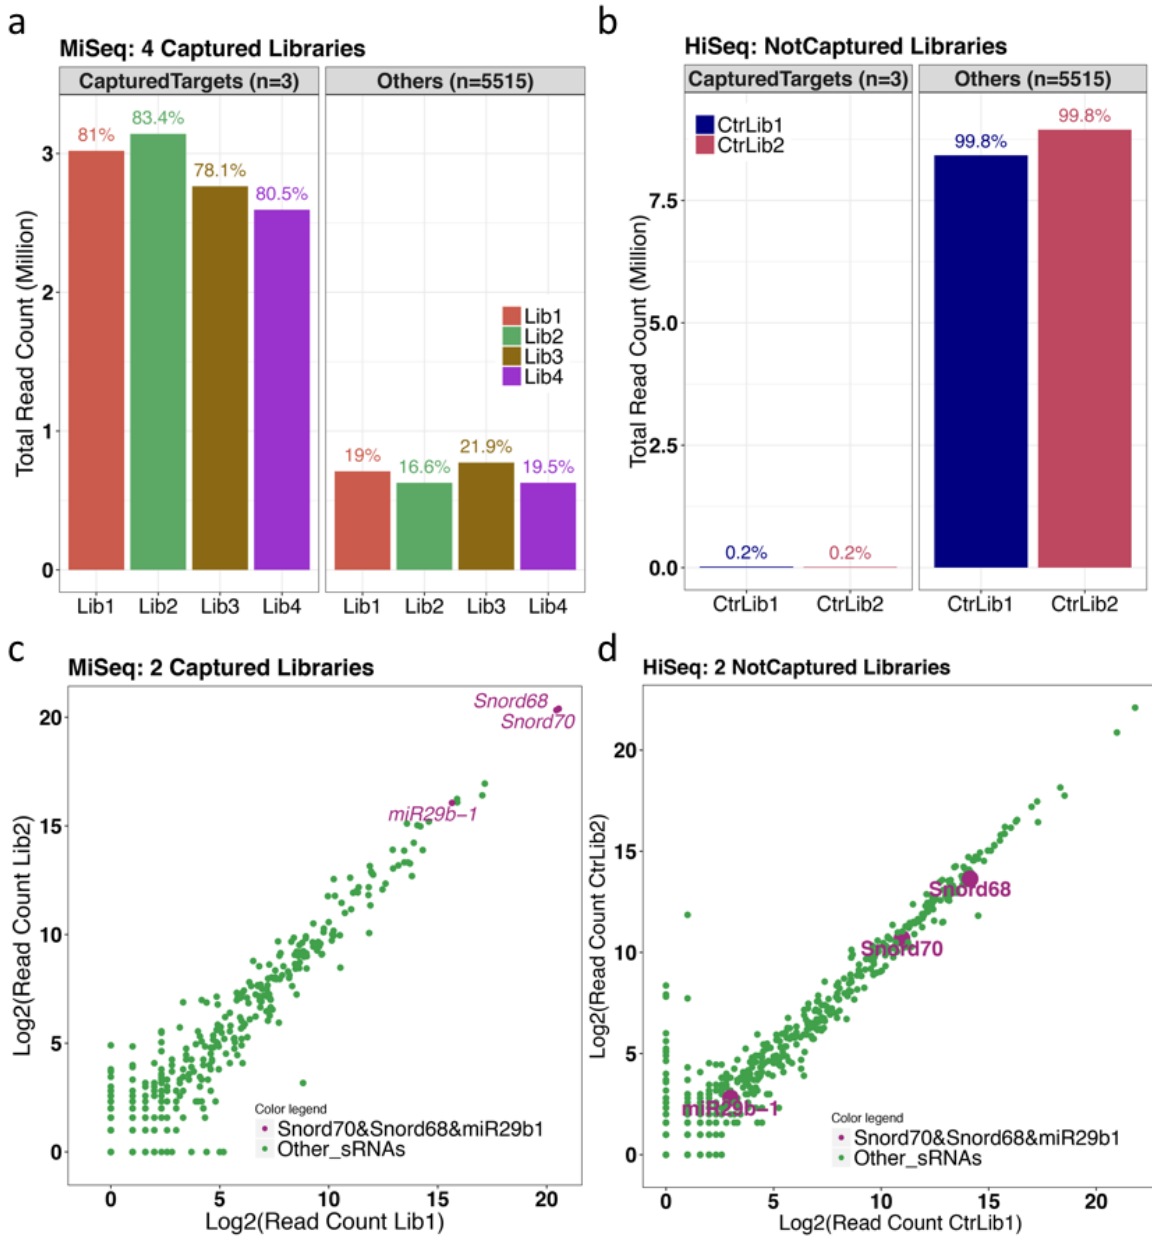 a
MiSeq: 4 Captured Libraries
CapturedTargets (n=3)
Others (n=5515)
Total Read Count (Million)
3
2
1
0
81%
83.4%
78.1%
80.5%
19%
16.6%
21.9%
19.5%
Lib1
Lib2
Lib3
Lib4
Lib1
Lib2
Lib3
Lib4
Lib1
Lib2
Lib3
Lib4
b
HiSeq: NotCaptured Libraries
CapturedTargets (n=3)
Others (n=5515)
CtrLib1
CtrLib2
Total Read Count (Million)
7.5
5.0
2.5
0.0
0.2%
0.2%
99.8%
99.8%
CtrLib1
CtrLib2
CtrLib1
CtrLib2
c
MiSeq: 2 Captured Libraries
Log2(Read Count Lib2)
20
15
10
5
0
Snord68
Snord70
miR29b-1
Color legend
Snord70&Snord68&miR29b1
Other_sRNAs
0
5
10
15
20
Log2(Read Count Lib1)
d
HiSeq: 2 NotCaptured Libraries
Log2(Read Count CtrLib2)
20
15
10
5
0
Snord68
Snord70
miR29b-1
Color legend
Snord70&Snord68&miR29b1
Other_sRNAs
0
5
10
15
20
Log2(Read Count CtrLib1)